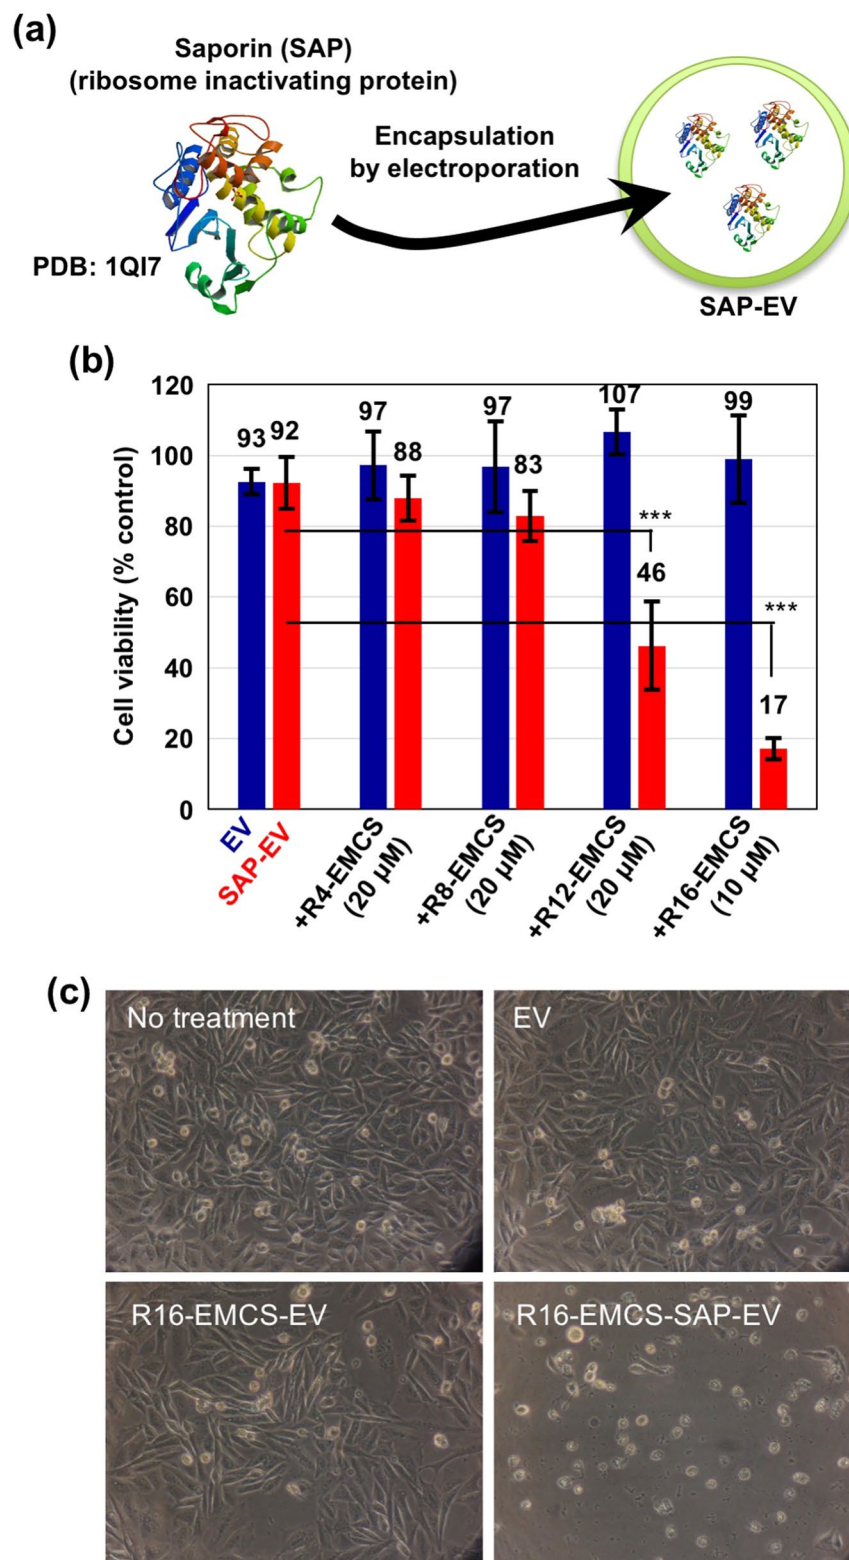 (a)
Saporin (SAP)
(ribosome inactivating protein)
Encapsulation
by electroporation
PDB: 1QI7
SAP-EV
(b)
Cell viability (% control)
120
100
80
60
40
20
0
93
92
97
88
97
83
107
***
46
99
***
17
EV
SAP-EV
+R4-EMCS
(20 µM)
+R8-EMCS
(20 µM)
+R12-EMCS
(20 µM)
+R16-EMCS
(10 µM)
(c)
No treatment
EV
R16-EMCS-EV
R16-EMCS-SAP-EV